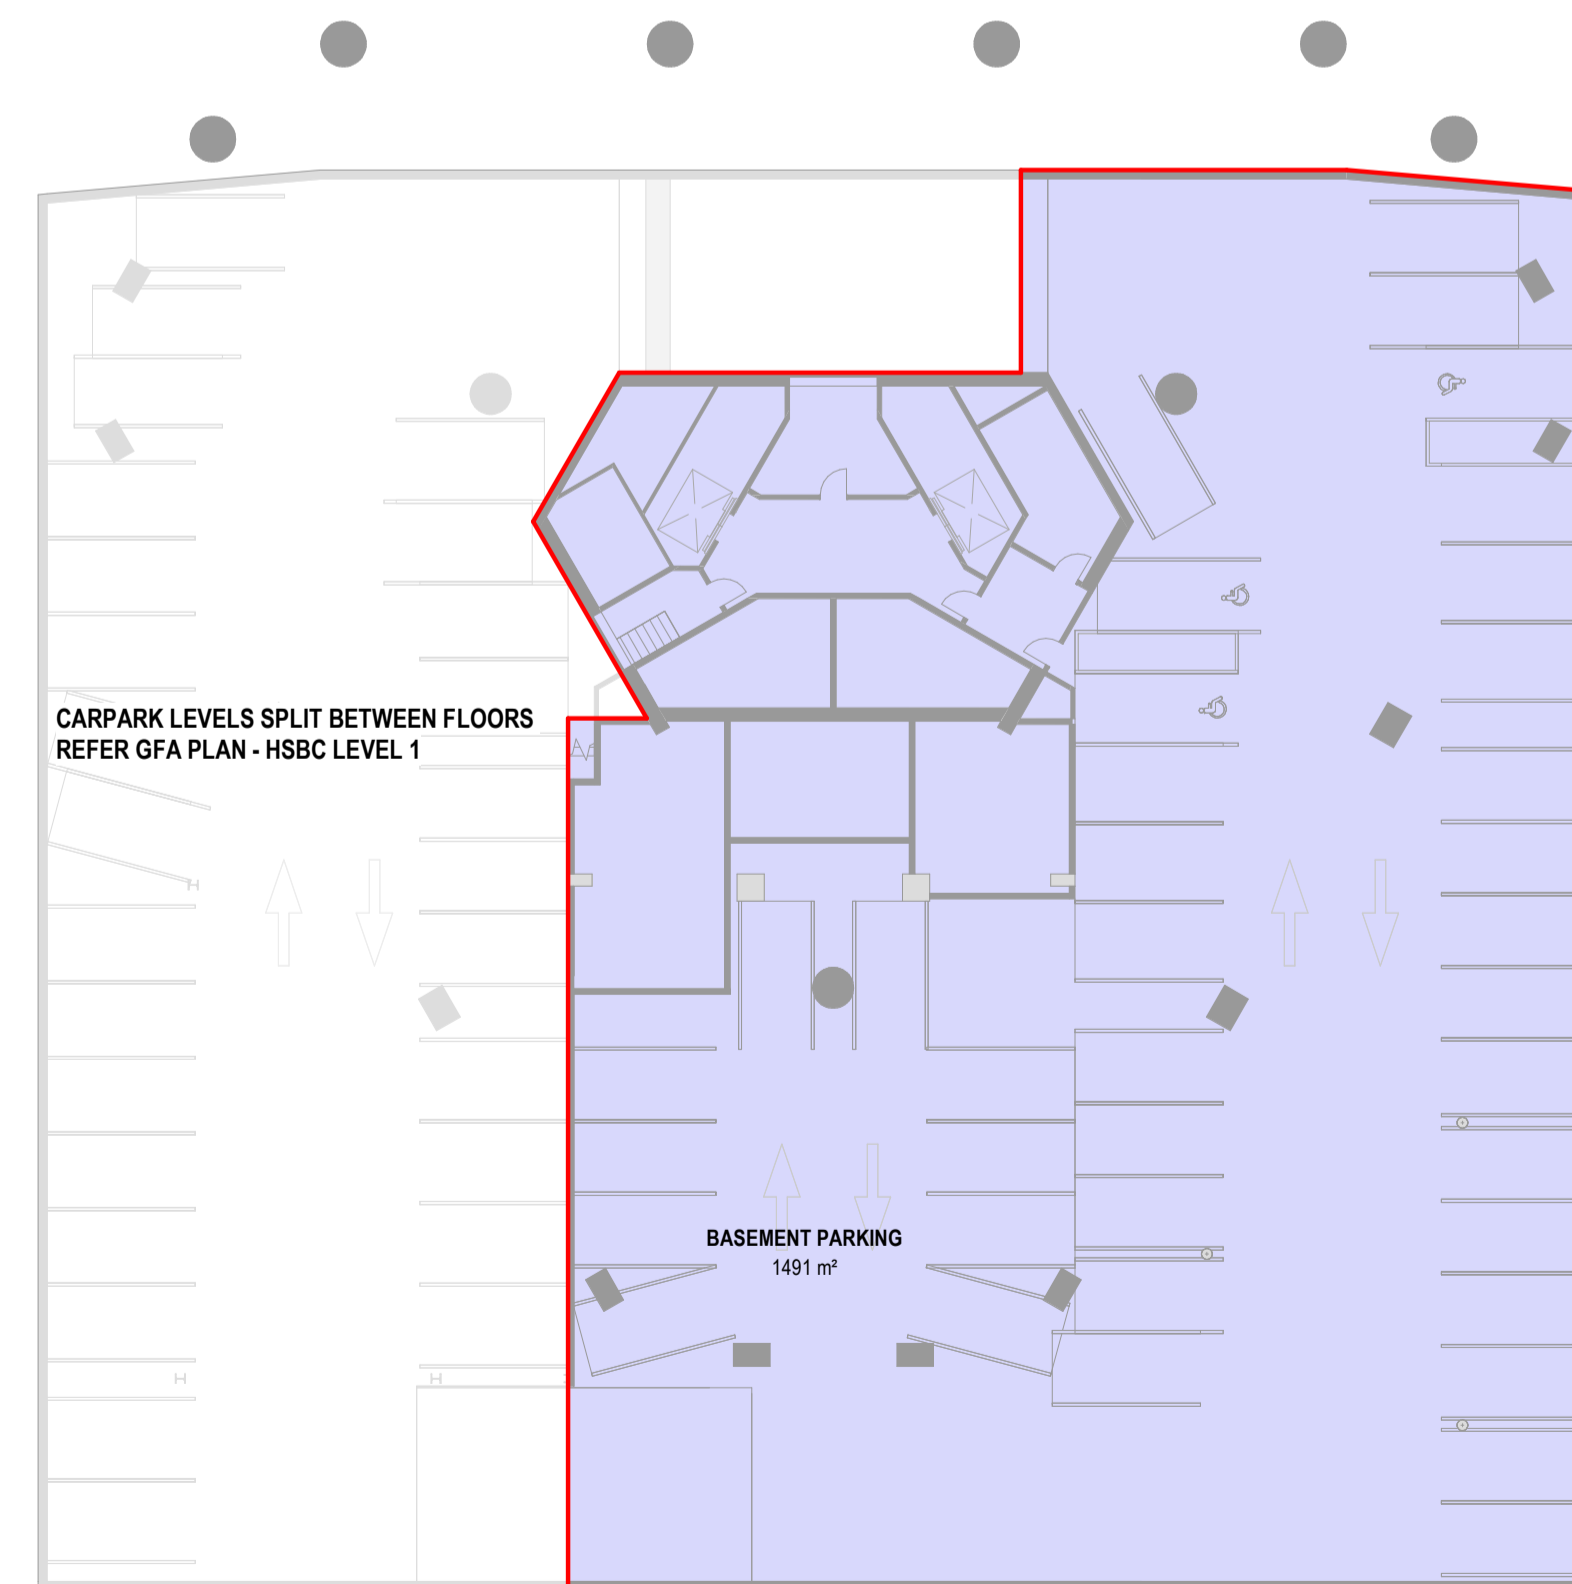 CARPARK LEVELS SPLIT BETWEEN FLOORS
REFER GFA PLAN - HSBC LEVEL 1
BASEMENT PARKING
1491 m²